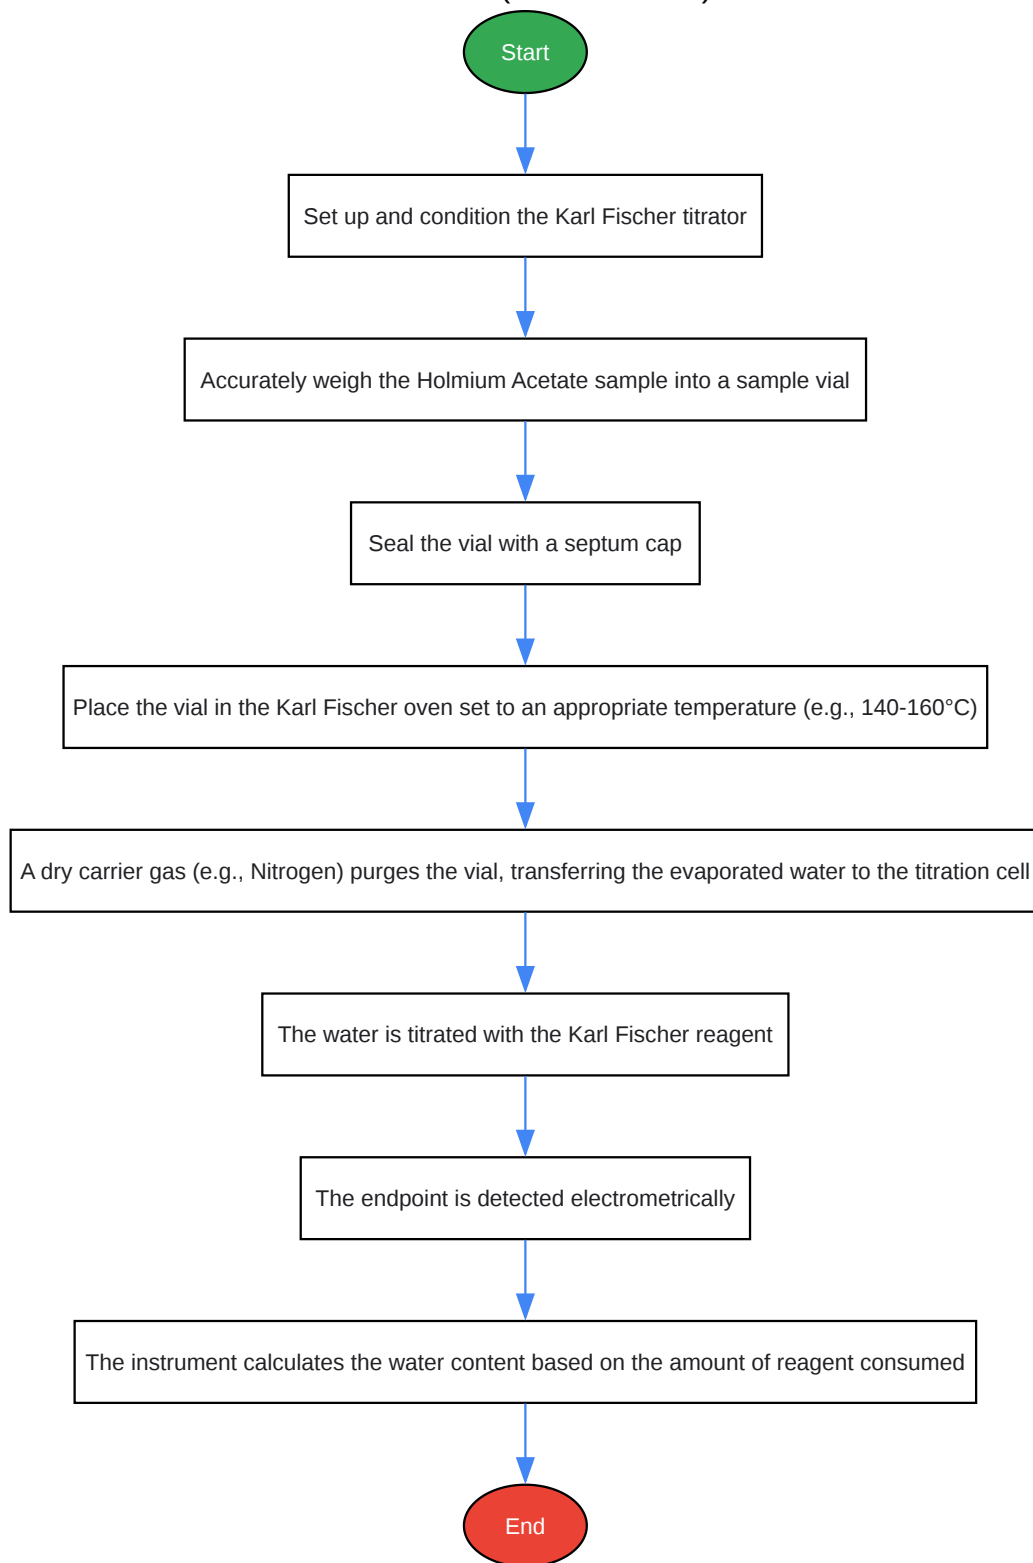 Start
Set up and condition the Karl Fischer titrator
Accurately weigh the Holmium Acetate sample into a sample vial
Seal the vial with a septum cap
Place the vial in the Karl Fischer oven set to an appropriate temperature (e.g., 140-160°C)
A dry carrier gas (e.g., Nitrogen) purges the vial, transferring the evaporated water to the titration cell
The water is titrated with the Karl Fischer reagent
The endpoint is detected electrometrically
The instrument calculates the water content based on the amount of reagent consumed
End